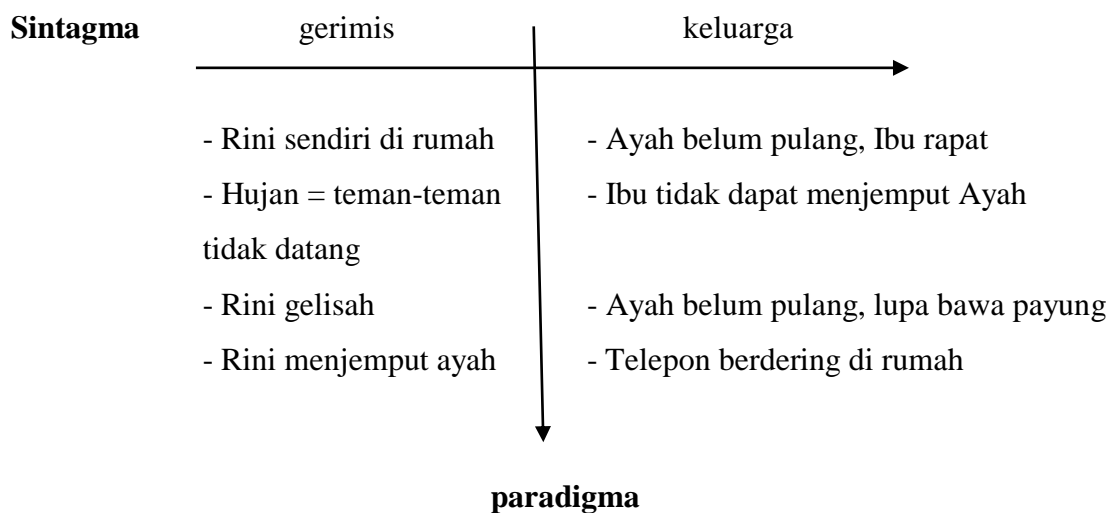 Sintagma gerimis keluarga
- Rini sendiri di rumah - Ayah belum pulang, Ibu rapat
- Hujan = teman-teman - Ibu tidak dapat menjemput Ayah
tidak datang
- Rini gelisah - Ayah belum pulang, lupa bawa payung
- Rini menjemput ayah - Telepon berdering di rumah
paradigma